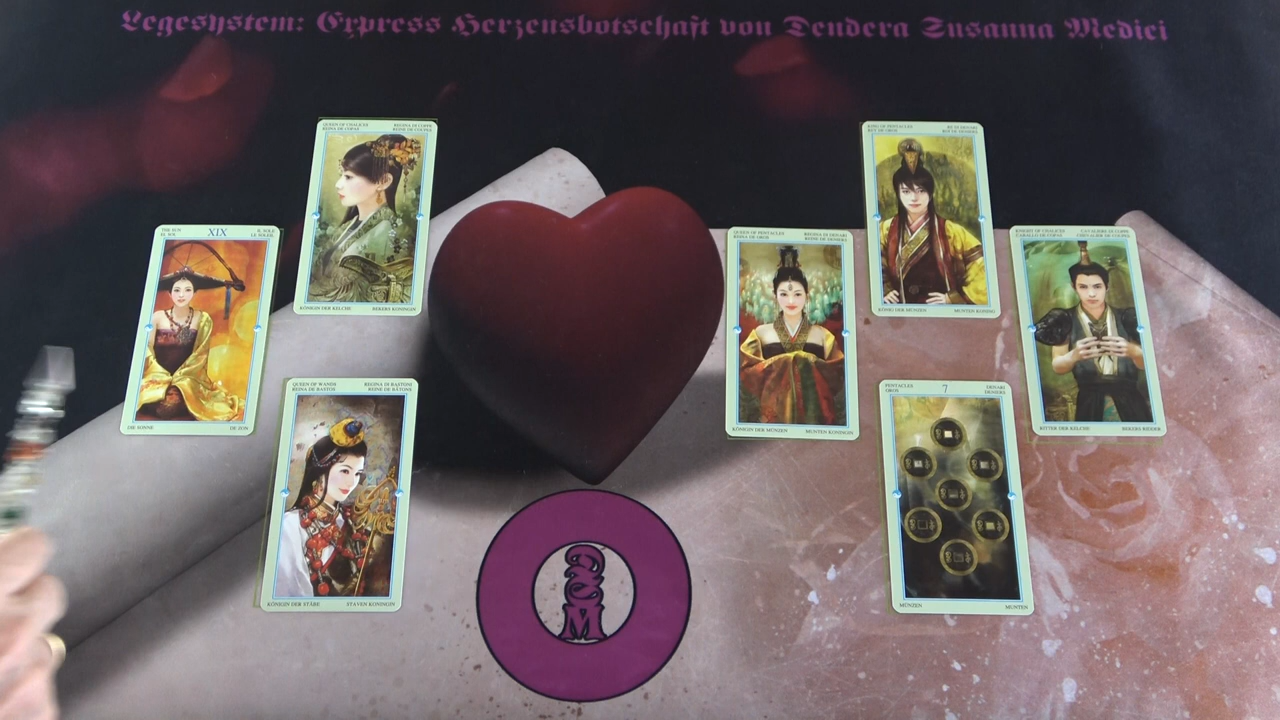 Legesystem: Express Herzensbotschaft von Dendera Susanna Medici
QUEEN OF CHALICES REGINA DI COPPE
REINA DE COPAS REINE DE COUPES
KÖNIGIN DER KELCHE BEKERS KONINGIN
KING OF PENTACLES RE DI DENARI
REY DE OROS ROI DE DENIERS
KÖNIG DER MÜNZEN MUNTEN KONING
THE SUN XIX IL SOLE
EL SOL LE SOLEIL
DIE SONNE DE ZON
QUEEN OF PENTACLES REGINA DI DENARI
REINA DE OROS REINE DE DENIERS
KÖNIGIN DER MÜNZEN MUNTEN KONINGIN
KNIGHT OF CHALICES CAVALIERE DI COPPE
CABALLO DE COPAS CHEVALIER DE COUPES
RITTER DER KELCHE BEKERS RIDDER
QUEEN OF WANDS REGINA DI BASTONI
REINA DE BASTOS REINE DE BÂTONS
KÖNIGIN DER STÄBE STAVEN KONINGIN
PENTACLES 7 DENARI
OROS DENIERS
MÜNZEN MUNTEN
DSM